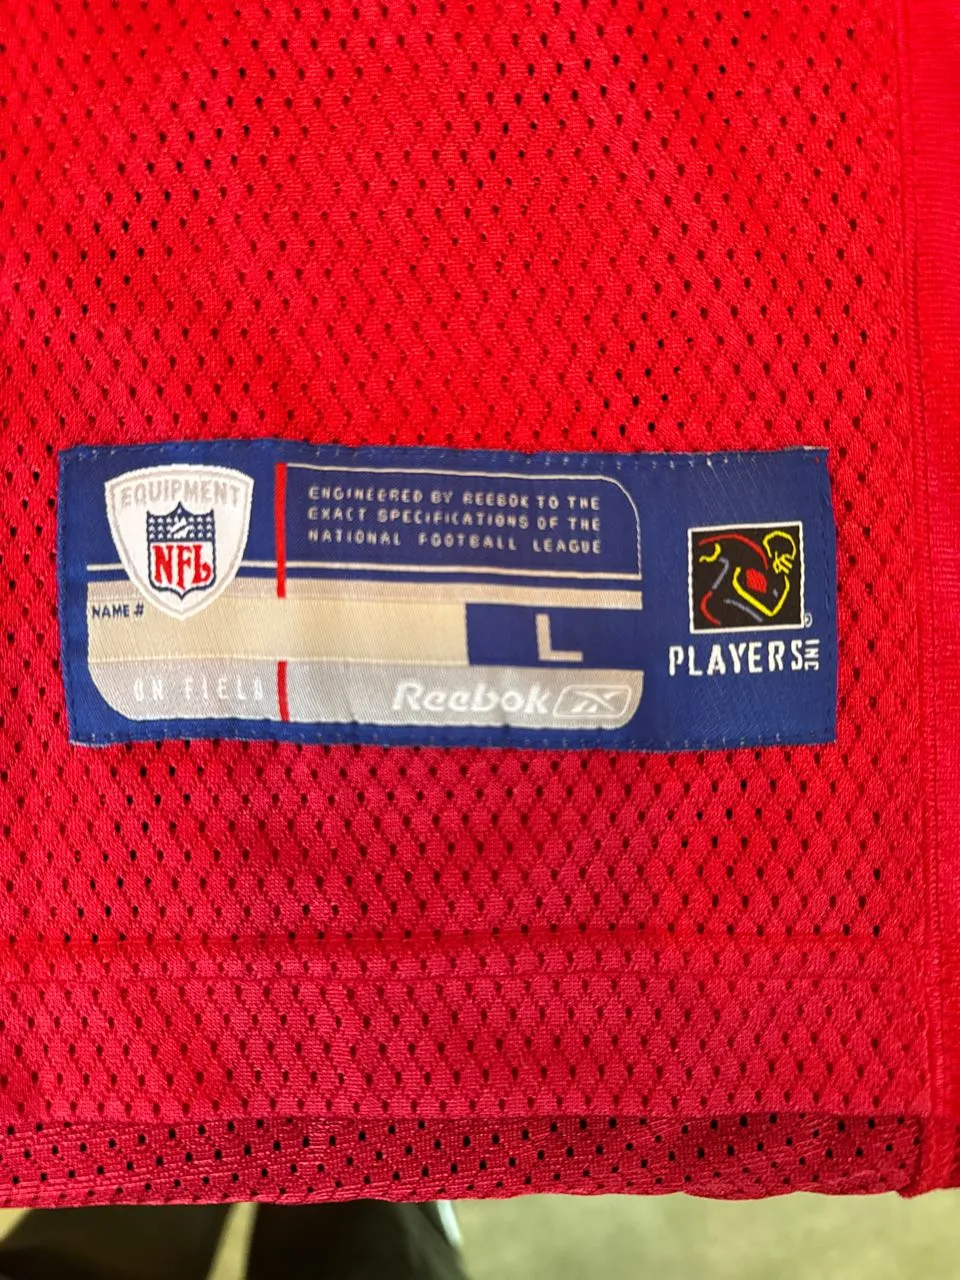 EQUIPMENT
NFL
ENGINEERED BY REEBOK TO THE
EXACT SPECIFICATIONS OF THE
NATIONAL FOOTBALL LEAGUE
NAME #
L
ON FIELD
Reebok
PLAYERS INC